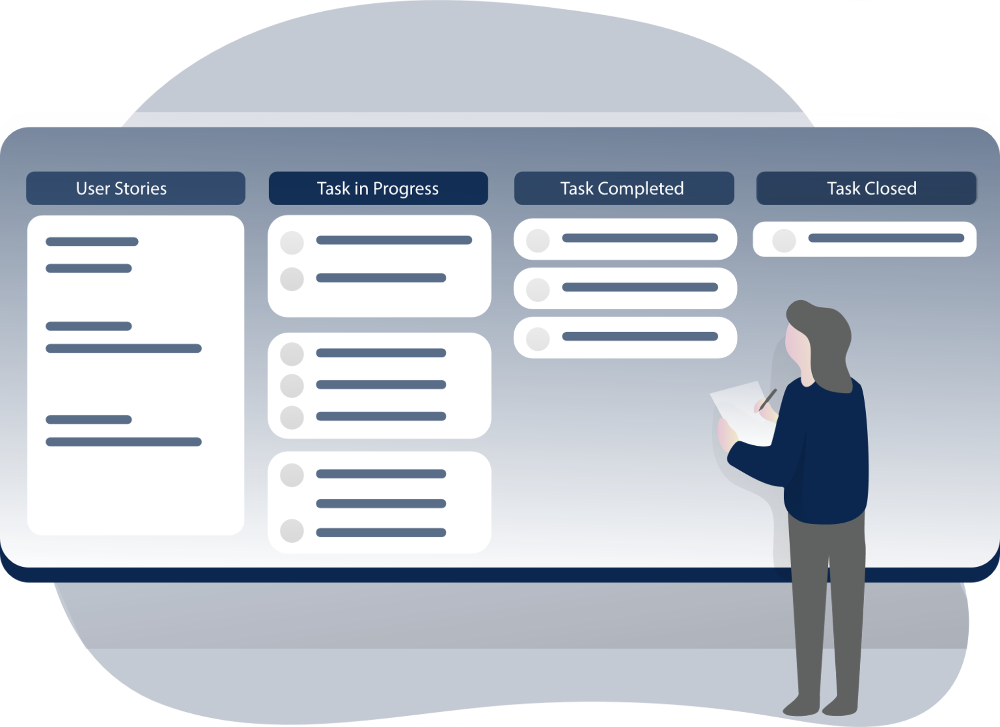 User Stories
Task in Progress
Task Completed
Task Closed